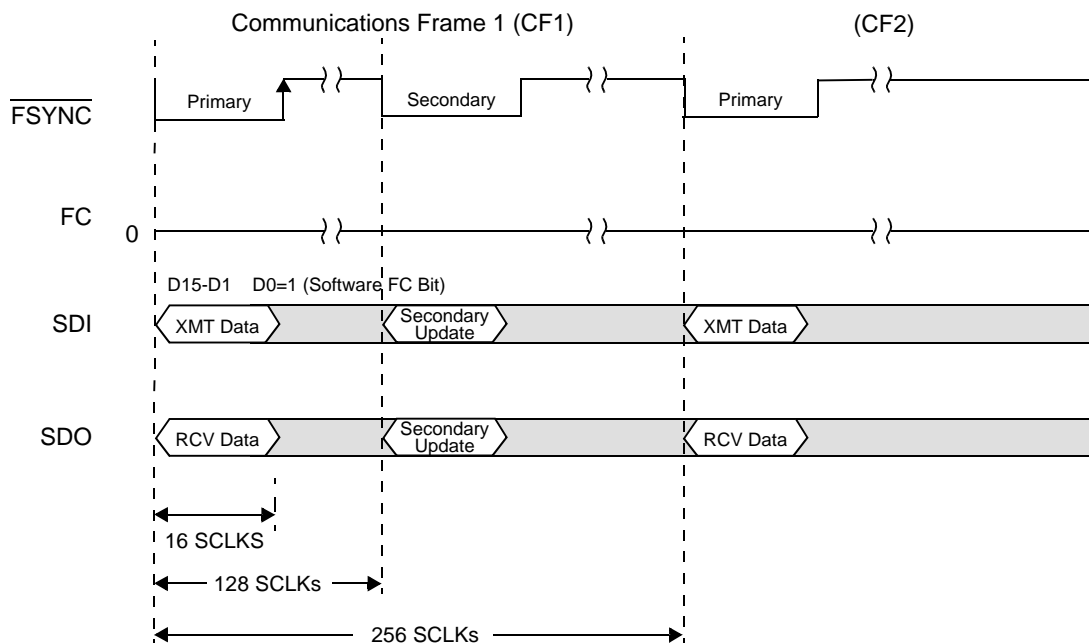 Communications Frame 1 (CF1)
(CF2)
FSYNC
Primary
Secondary
Primary
FC
0
D15-D1 D0=1 (Software FC Bit)
SDI
XMT Data
Secondary
Update
XMT Data
SDO
RCV Data
Secondary
Update
RCV Data
16 SCLKS
128 SCLKs
256 SCLKs